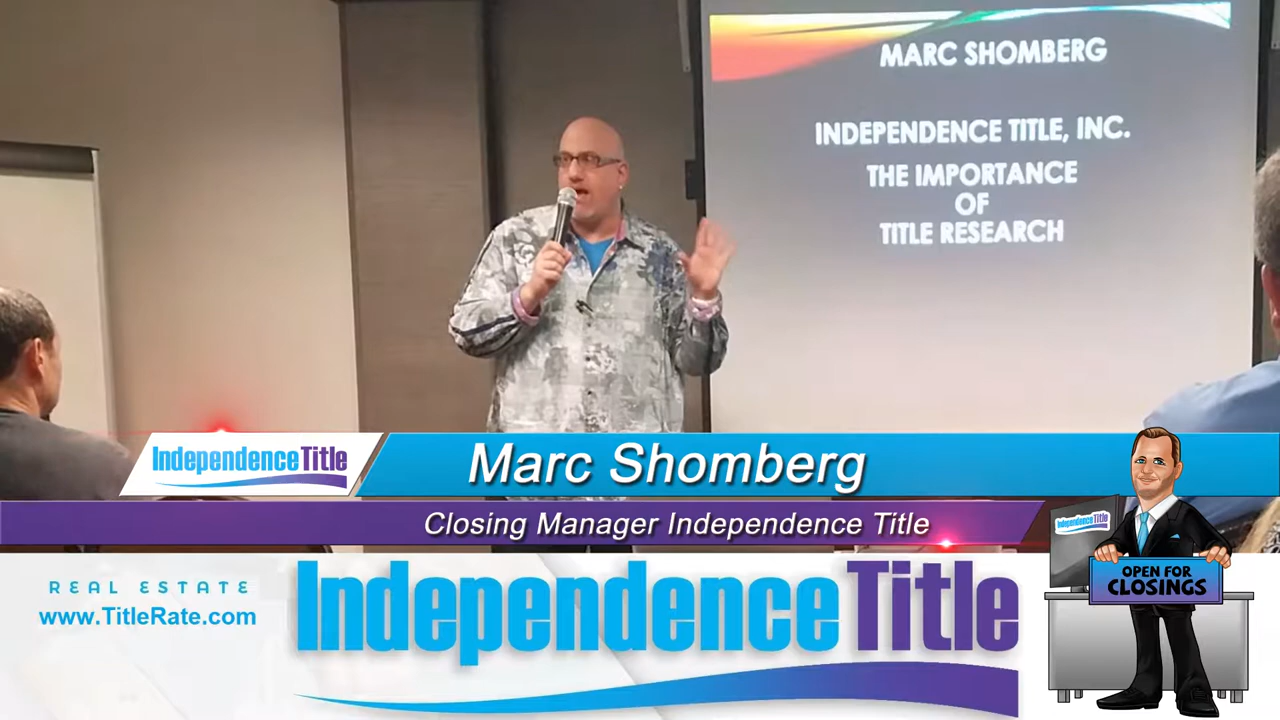 MARC SHOMBERG
INDEPENDENCE TITLE, INC.
THE IMPORTANCE
OF
TITLE RESEARCH
IndependenceTitle
Marc Shomberg
Closing Manager Independence Title
IndependenceTitle
OPEN FOR
CLOSINGS
REAL ESTATE
www.TitleRate.com
IndependenceTitle